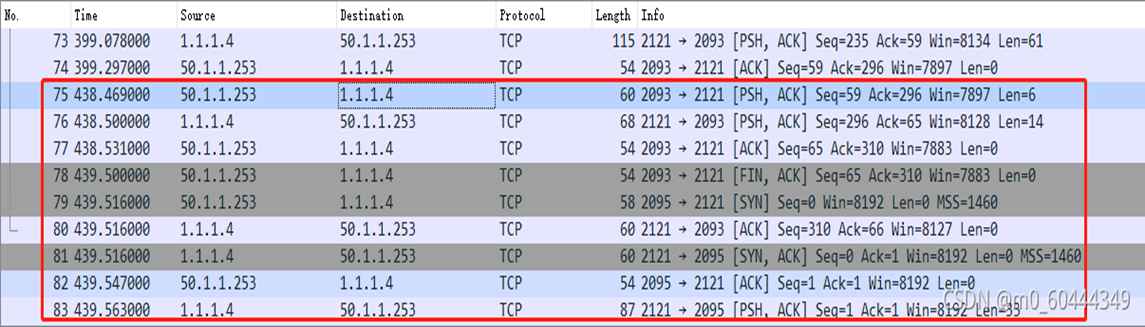 No. Time Source Destination Protocol Length Info
73 399.078000 1.1.1.4 50.1.1.253 TCP 115 2121 → 2093 [PSH, ACK] Seq=235 Ack=59 Win=8134 Len=61
74 399.297000 50.1.1.253 1.1.1.4 TCP 54 2093 → 2121 [ACK] Seq=59 Ack=296 Win=7897 Len=0
75 438.469000 50.1.1.253 1.1.1.4 TCP 60 2093 → 2121 [PSH, ACK] Seq=59 Ack=296 Win=7897 Len=6
76 438.500000 1.1.1.4 50.1.1.253 TCP 68 2121 → 2093 [PSH, ACK] Seq=296 Ack=65 Win=8128 Len=14
77 438.531000 50.1.1.253 1.1.1.4 TCP 54 2093 → 2121 [ACK] Seq=65 Ack=310 Win=7883 Len=0
78 439.500000 50.1.1.253 1.1.1.4 TCP 54 2093 → 2121 [FIN, ACK] Seq=65 Ack=310 Win=7883 Len=0
79 439.516000 50.1.1.253 1.1.1.4 TCP 58 2095 → 2121 [SYN] Seq=0 Win=8192 Len=0 MSS=1460
80 439.516000 1.1.1.4 50.1.1.253 TCP 60 2121 → 2093 [ACK] Seq=310 Ack=66 Win=8127 Len=0
81 439.516000 1.1.1.4 50.1.1.253 TCP 60 2121 → 2095 [SYN, ACK] Seq=0 Ack=1 Win=8192 Len=0 MSS=1460
82 439.547000 50.1.1.253 1.1.1.4 TCP 54 2095 → 2121 [ACK] Seq=1 Ack=1 Win=8192 Len=0
83 439.563000 1.1.1.4 50.1.1.253 TCP 87 2121 → 2095 [PSH, ACK] Seq=1 Ack=1 Win=8192 Len=33
CSDN @m0_60444349